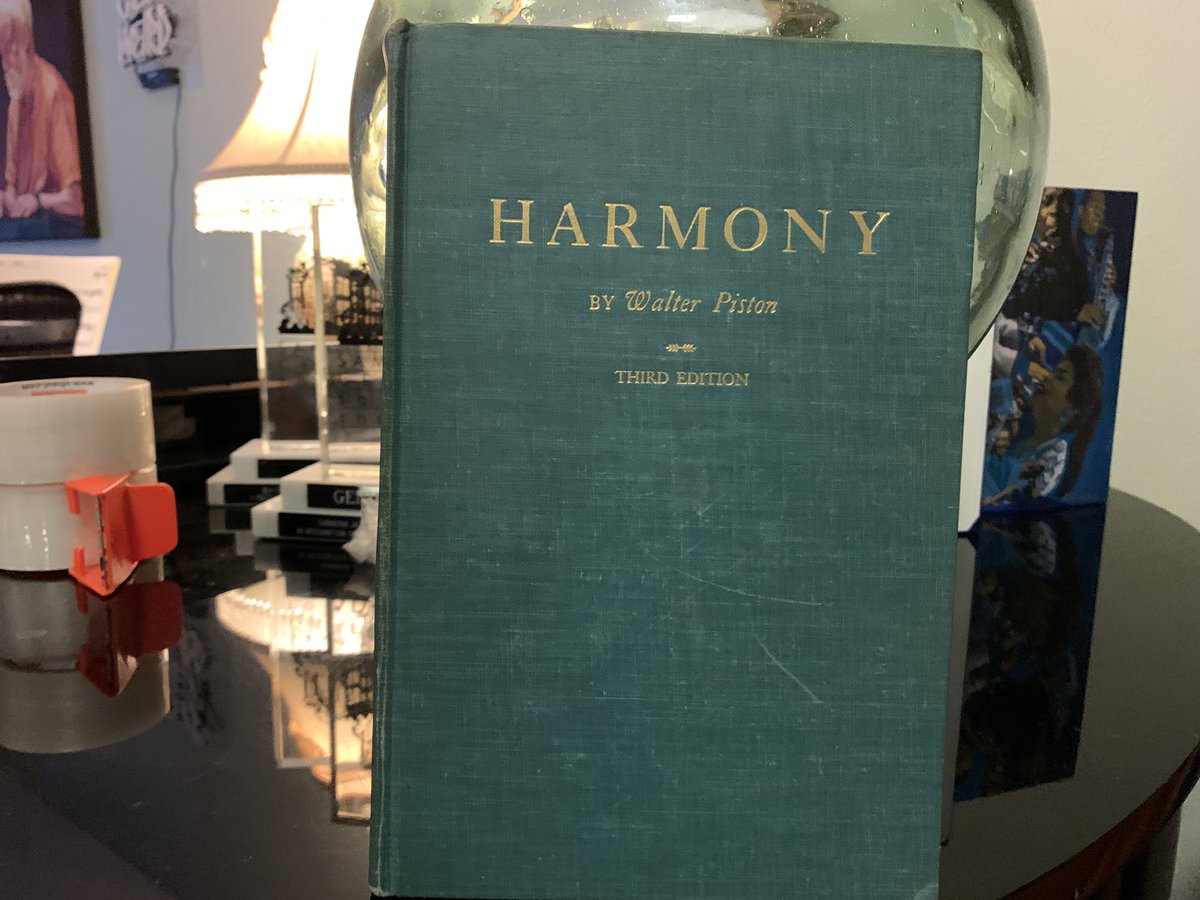 HARMONY
BY Walter Piston
THIRD EDITION